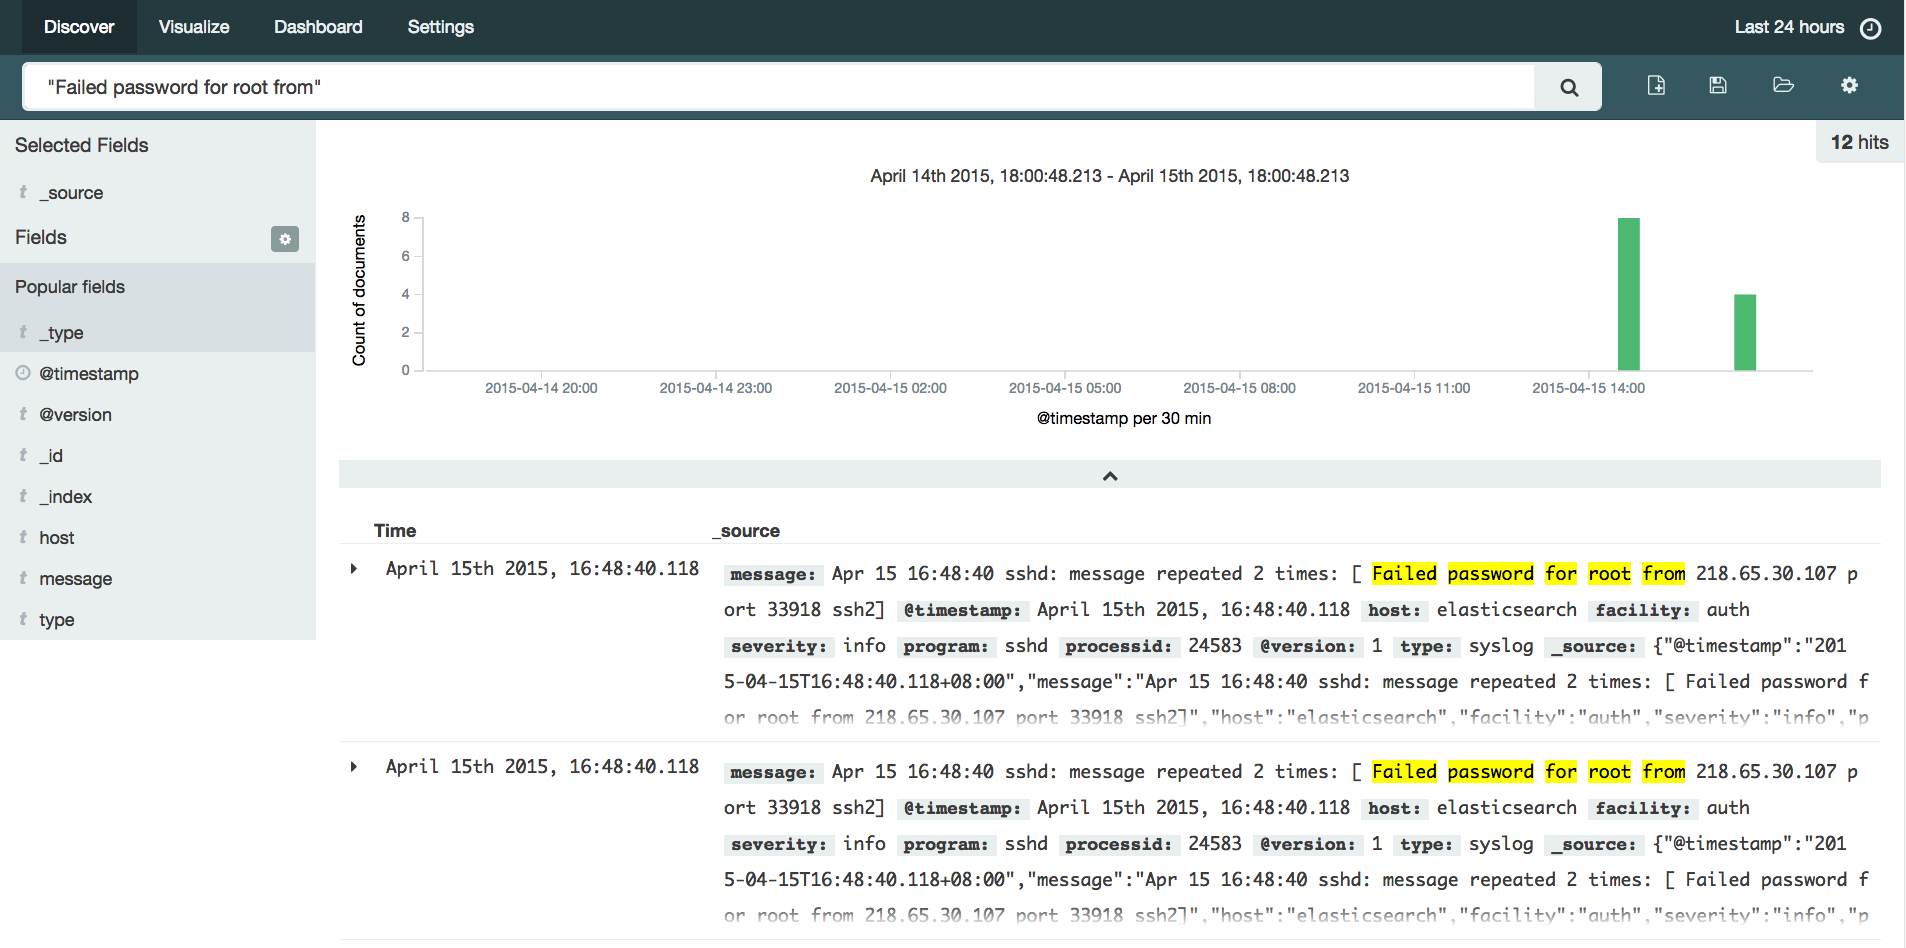 Discover Visualize Dashboard Settings Last 24 hours
"Failed password for root from"
Selected Fields
t _source
Fields
Popular fields
t _type
@timestamp
t @version
t _id
t _index
t host
t message
t type
12 hits
April 14th 2015, 18:00:48.213 - April 15th 2015, 18:00:48.213
Count of documents
8
6
4
2
0
2015-04-14 20:00 2015-04-14 23:00 2015-04-15 02:00 2015-04-15 05:00 2015-04-15 08:00 2015-04-15 11:00 2015-04-15 14:00
@timestamp per 30 min
Time _source
April 15th 2015, 16:48:40.118 message: Apr 15 16:48:40 sshd: message repeated 2 times: [ Failed password for root from 218.65.30.107 p
ort 33918 ssh2] @timestamp: April 15th 2015, 16:48:40.118 host: elasticsearch facility: auth
severity: info program: sshd processid: 24583 @version: 1 type: syslog _source: {"@timestamp":"201
5-04-15T16:48:40.118+08:00","message":"Apr 15 16:48:40 sshd: message repeated 2 times: [ Failed password f
or root from 218.65.30.107 port 33918 ssh2]","host":"elasticsearch","facility":"auth","severity":"info","p
April 15th 2015, 16:48:40.118 message: Apr 15 16:48:40 sshd: message repeated 2 times: [ Failed password for root from 218.65.30.107 p
ort 33918 ssh2] @timestamp: April 15th 2015, 16:48:40.118 host: elasticsearch facility: auth
severity: info program: sshd processid: 24583 @version: 1 type: syslog _source: {"@timestamp":"201
5-04-15T16:48:40.118+08:00","message":"Apr 15 16:48:40 sshd: message repeated 2 times: [ Failed password f
or root from 218.65.30.107 port 33918 ssh2]","host":"elasticsearch","facility":"auth","severity":"info","p